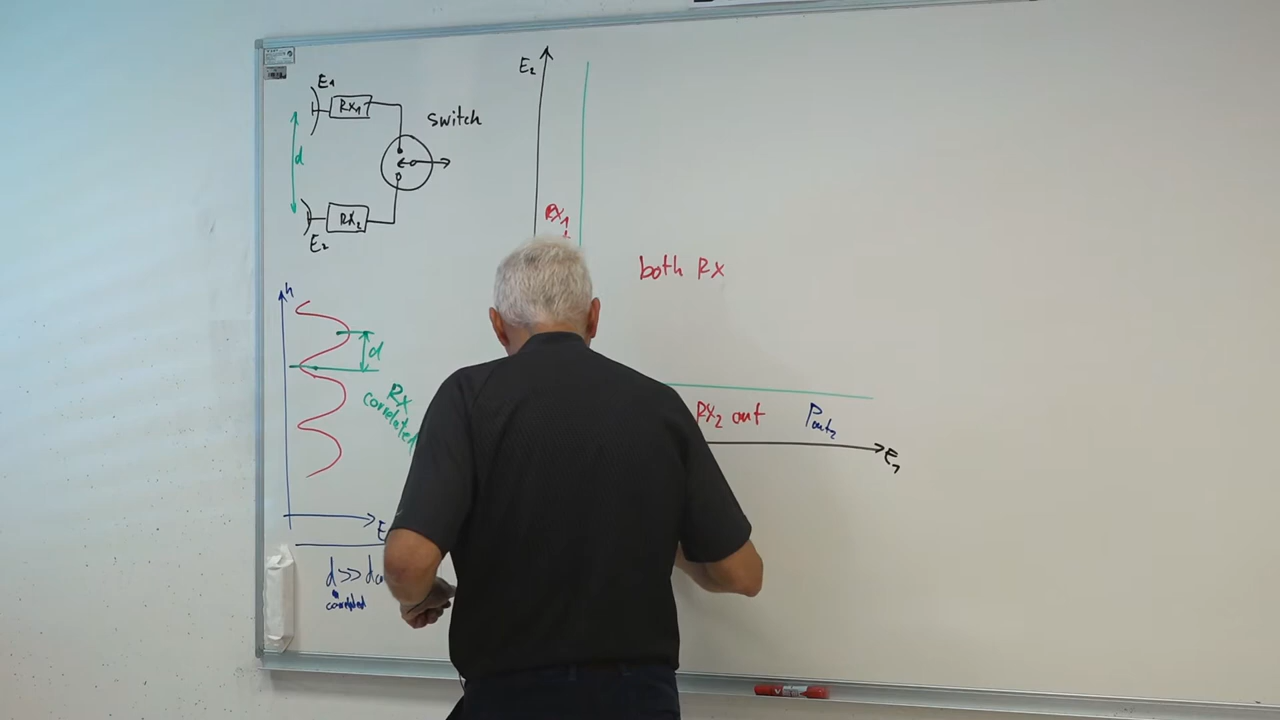 E1
Rx1
switch
d
Rx2
E2
h
d
Rx
correlated
E
d>>
correlated
E2
Rx1
both Rx
Rx2 out
Pout2
E1